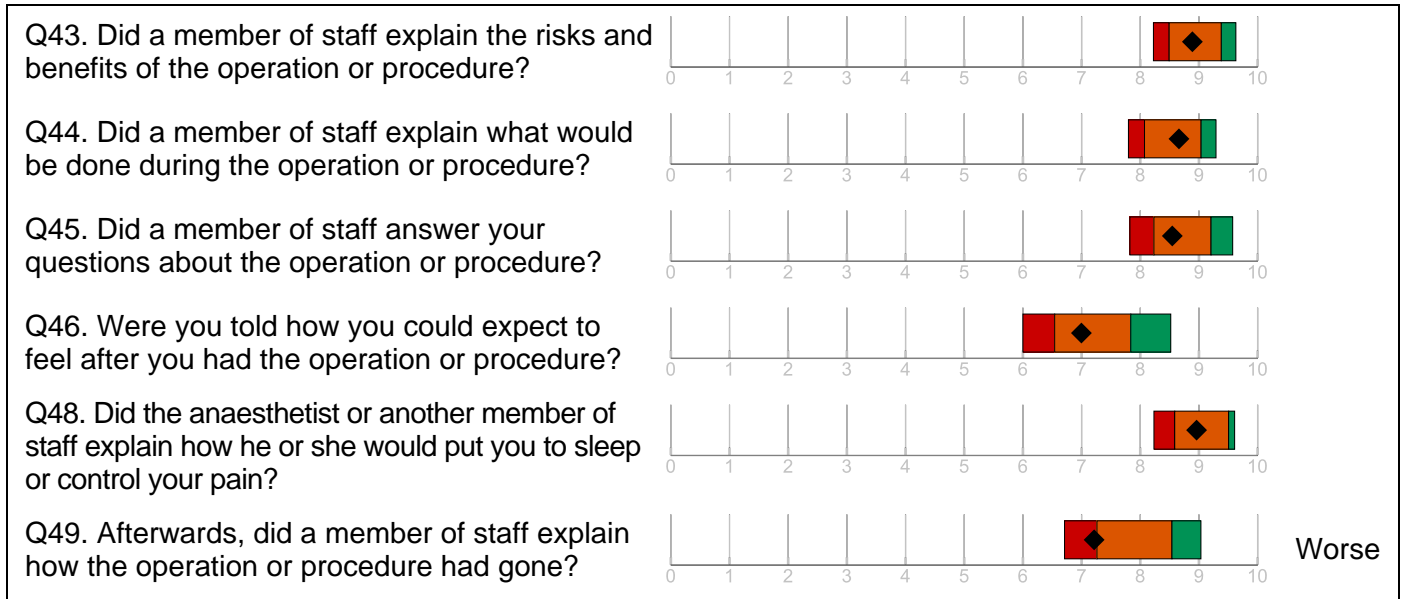 Q43. Did a member of staff explain the risks and
benefits of the operation or procedure?
0 1 2 3 4 5 6 7 8 9 10
Q44. Did a member of staff explain what would
be done during the operation or procedure?
0 1 2 3 4 5 6 7 8 9 10
Q45. Did a member of staff answer your
questions about the operation or procedure?
0 1 2 3 4 5 6 7 8 9 10
Q46. Were you told how you could expect to
feel after you had the operation or procedure?
0 1 2 3 4 5 6 7 8 9 10
Q48. Did the anaesthetist or another member of
staff explain how he or she would put you to sleep
or control your pain?
0 1 2 3 4 5 6 7 8 9 10
Q49. Afterwards, did a member of staff explain
how the operation or procedure had gone?
0 1 2 3 4 5 6 7 8 9 10
Worse